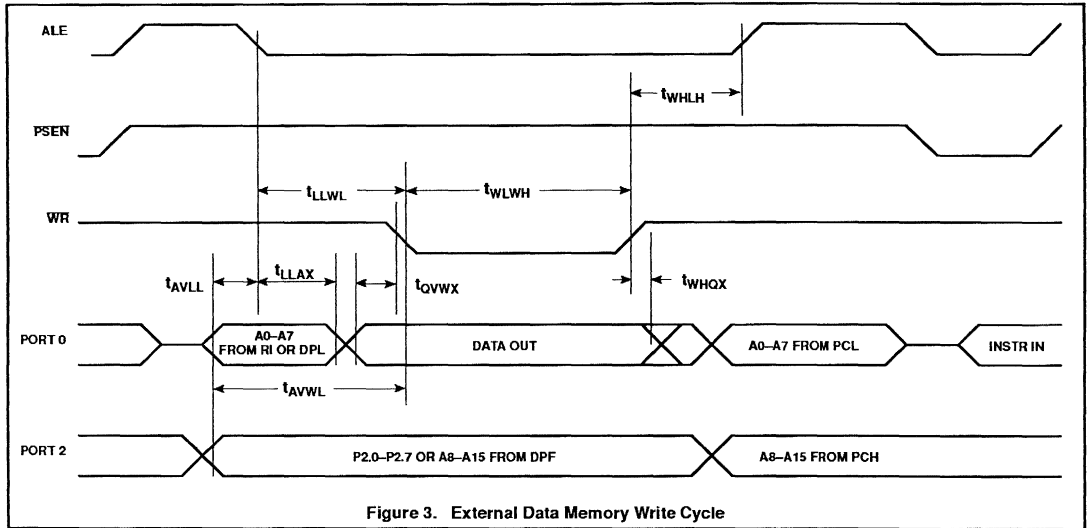 ALE
tWHLH
PSEN
tLLWL
tWLWH
WR
tAVLL
tLLAX
tQVWX
tWHQX
PORT 0
A0–A7
FROM RI OR DPL
DATA OUT
A0–A7 FROM PCL
INSTR IN
tAVWL
PORT 2
P2.0–P2.7 OR A8–A15 FROM DPF
A8–A15 FROM PCH
Figure 3. External Data Memory Write Cycle